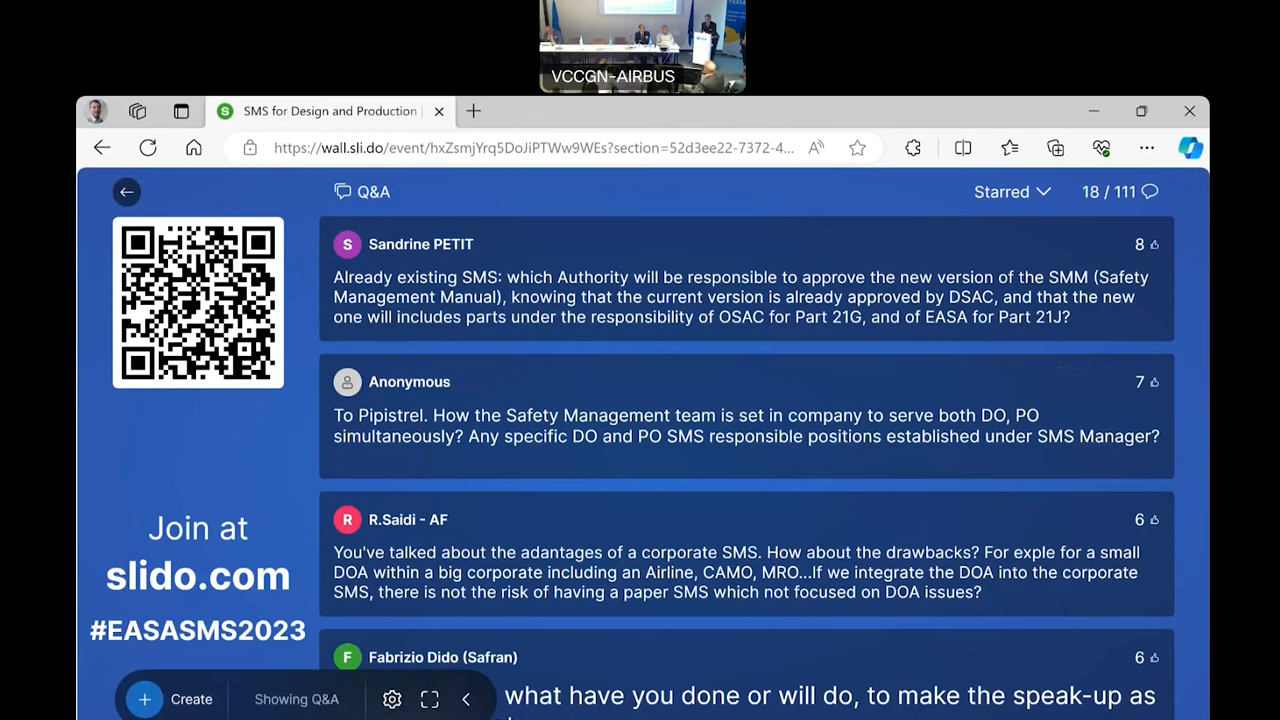 EASA
VCCGN-AIRBUS
SMS for Design and Production
https://wall.sli.do/event/hxZsmjYrq5DoJiPTWw9WEs?section=52d3ee22-7372-4...
Q&A
Starred
18 / 111
Sandrine PETIT
8
Already existing SMS: which Authority will be responsible to approve the new version of the SMM (Safety
Management Manual), knowing that the current version is already approved by DSAC, and that the new
one will includes parts under the responsibility of OSAC for Part 21G, and of EASA for Part 21J?
Anonymous
7
To Pipistrel. How the Safety Management team is set in company to serve both DO, PO
simultaneously? Any specific DO and PO SMS responsible positions established under SMS Manager?
R
R.Saidi - AF
6
You've talked about the adantages of a corporate SMS. How about the drawbacks? For exple for a small
DOA within a big corporate including an Airline, CAMO, MRO...If we integrate the DOA into the corporate
SMS, there is not the risk of having a paper SMS which not focused on DOA issues?
F
Fabrizio Dido (Safran)
6
what have you done or will do, to make the speak-up as
Join at
slido.com
#EASASMS2023
Create
Showing Q&A